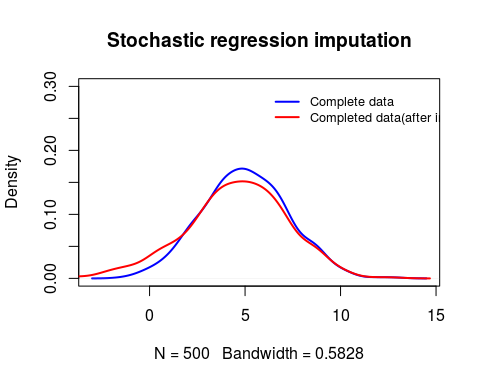 Stochastic regression imputation
Complete data
Completed data(after i
Density
0.30
0.20
0.10
0.00
0
5
10
15
N = 500 Bandwidth = 0.5828